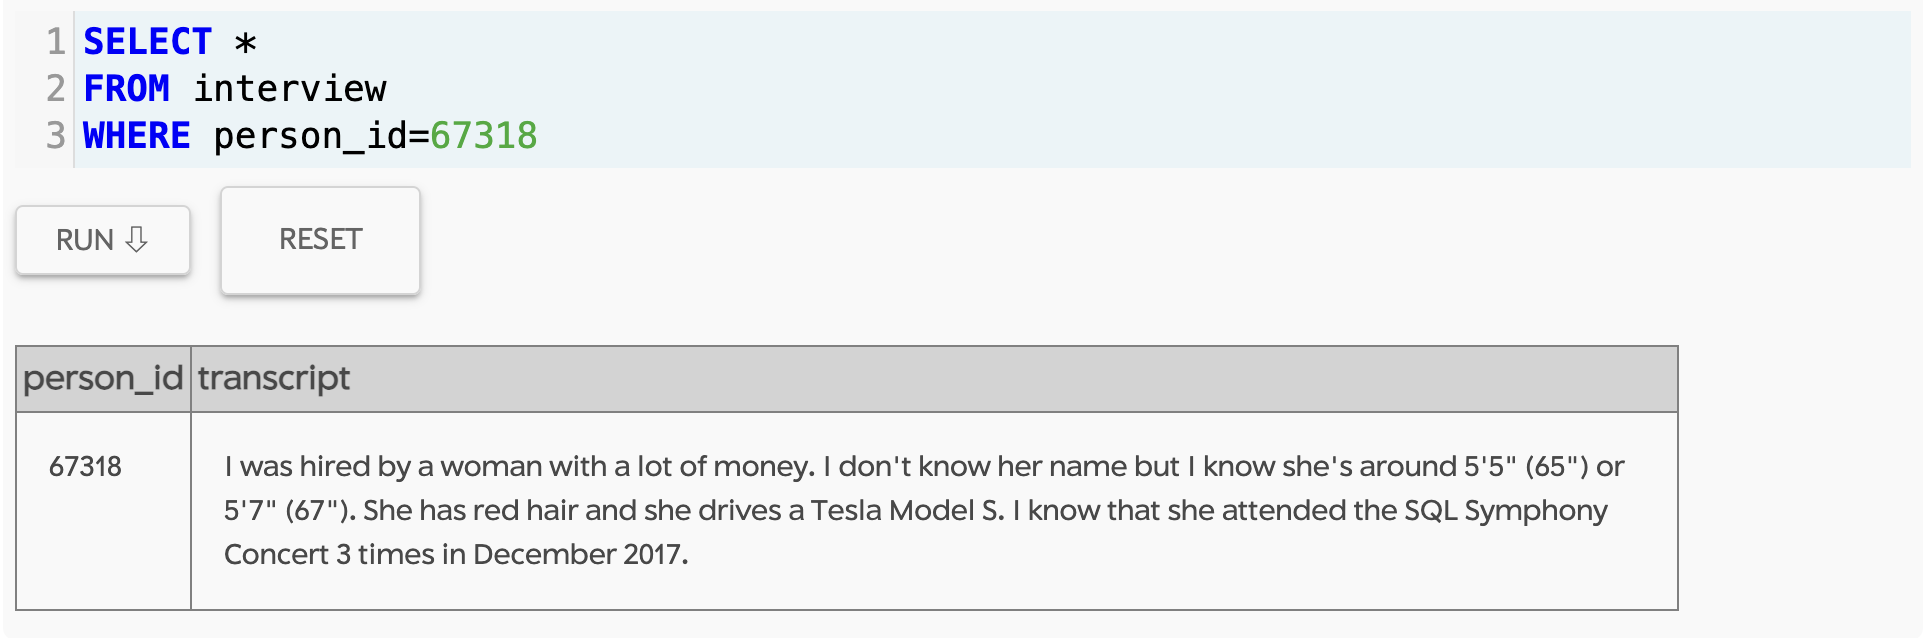 1 SELECT *
2 FROM interview
3 WHERE person_id=67318
RUN ⇩ RESET
person_id transcript
67318 I was hired by a woman with a lot of money. I don't know her name but I know she's around 5'5" (65") or
5'7" (67"). She has red hair and she drives a Tesla Model S. I know that she attended the SQL Symphony
Concert 3 times in December 2017.